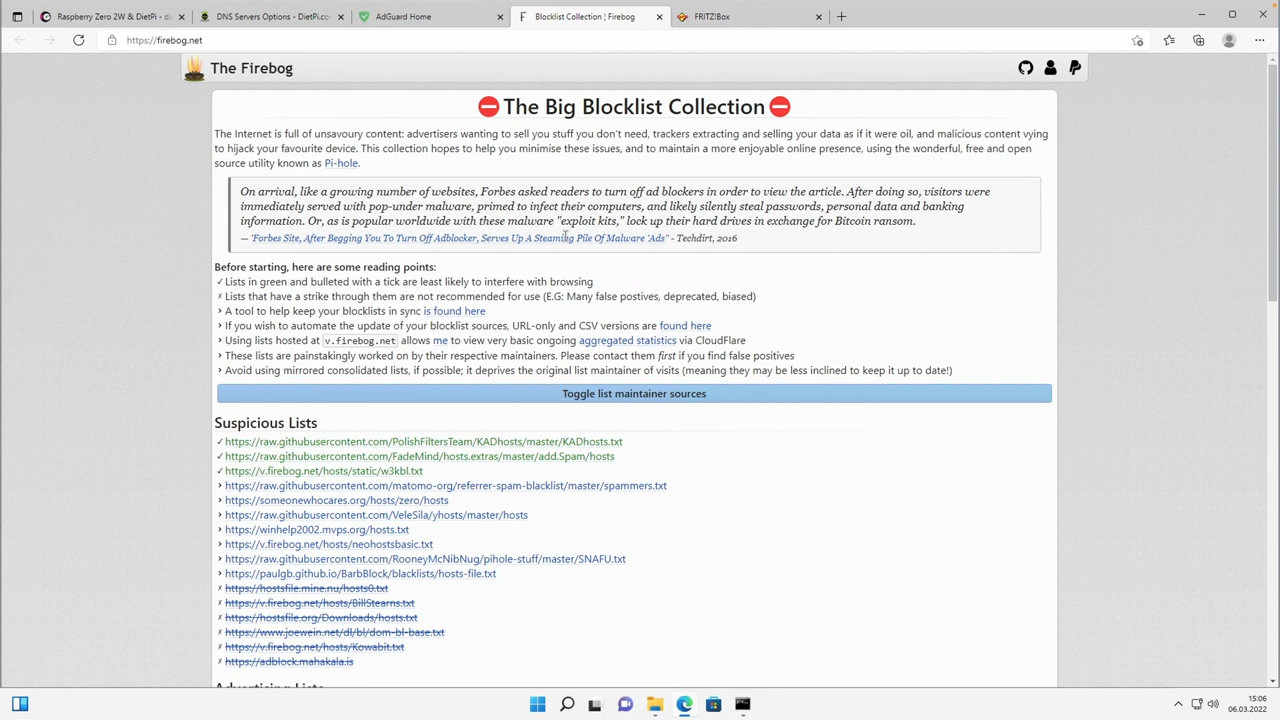 Raspberry Zero 2W & DietPi - d
DNS Servers Options - DietPi.co
AdGuard Home
Blocklist Collection | Firebog
FRITZ!Box
https://firebog.net
The Firebog
The Big Blocklist Collection
The Internet is full of unsavoury content: advertisers wanting to sell you stuff you don't need, trackers extracting and selling your data as if it were oil, and malicious content vying
to hijack your favourite device. This collection hopes to help you minimise these issues, and to maintain a more enjoyable online presence, using the wonderful, free and open
source utility known as Pi-hole.
On arrival, like a growing number of websites, Forbes asked readers to turn off ad blockers in order to view the article. After doing so, visitors were
immediately served with pop-under malware, primed to infect their computers, and likely silently steal passwords, personal data and banking
information. Or, as is popular worldwide with these malware "exploit kits," lock up their hard drives in exchange for Bitcoin ransom.
— 'Forbes Site, After Begging You To Turn Off Adblocker, Serves Up A Steaming Pile Of Malware 'Ads'' - Techdirt, 2016
Before starting, here are some reading points:
✓ Lists in green and bulleted with a tick are least likely to interfere with browsing
✗ Lists that have a strike through them are not recommended for use (E.G: Many false postives, deprecated, biased)
› A tool to help keep your blocklists in sync is found here
› If you wish to automate the update of your blocklist sources, URL-only and CSV versions are found here
› Using lists hosted at v.firebog.net allows me to view very basic ongoing aggregated statistics via CloudFlare
› These lists are painstakingly worked on by their respective maintainers. Please contact them first if you find false positives
› Avoid using mirrored consolidated lists, if possible; it deprives the original list maintainer of visits (meaning they may be less inclined to keep it up to date!)
Toggle list maintainer sources
Suspicious Lists
✓ https://raw.githubusercontent.com/PolishFiltersTeam/KADhosts/master/KADhosts.txt
✓ https://raw.githubusercontent.com/FadeMind/hosts.extras/master/add.Spam/hosts
✓ https://v.firebog.net/hosts/static/w3kbl.txt
› https://raw.githubusercontent.com/matomo-org/referrer-spam-blacklist/master/spammers.txt
› https://someonewhocares.org/hosts/zero/hosts
› https://raw.githubusercontent.com/VeleSila/yhosts/master/hosts
› https://winhelp2002.mvps.org/hosts.txt
› https://v.firebog.net/hosts/neohostsbasic.txt
› https://raw.githubusercontent.com/RooneyMcNibNug/pihole-stuff/master/SNAFU.txt
› https://paulgb.github.io/BarbBlock/blacklists/hosts-file.txt
✗ https://hostsfile.mine.nu/hosts0.txt
✗ https://v.firebog.net/hosts/BillStearns.txt
✗ https://hostsfile.org/Downloads/hosts.txt
✗ https://www.joewein.net/dl/bl/dom-bl-base.txt
✗ https://v.firebog.net/hosts/Kowabit.txt
✗ https://adblock.mahakala.is
Advertising Lists
15:06
06.03.2022